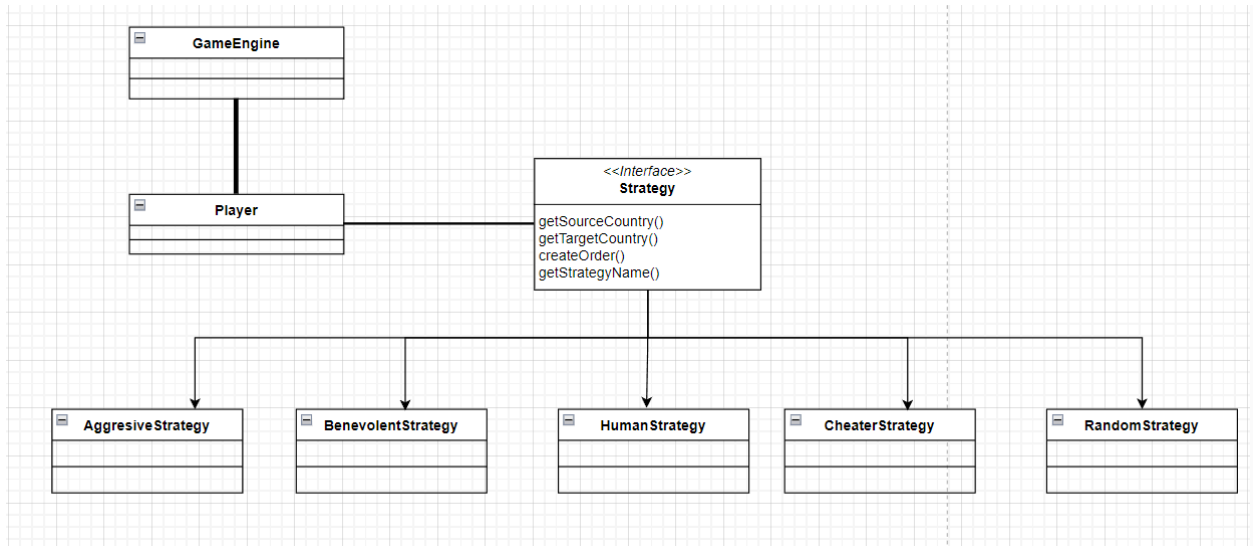 GameEngine
Player
<<Interface>>
Strategy
getSourceCountry()
getTargetCountry()
createOrder()
getStrategyName()
AggresiveStrategy
BenevolentStrategy
HumanStrategy
CheaterStrategy
RandomStrategy